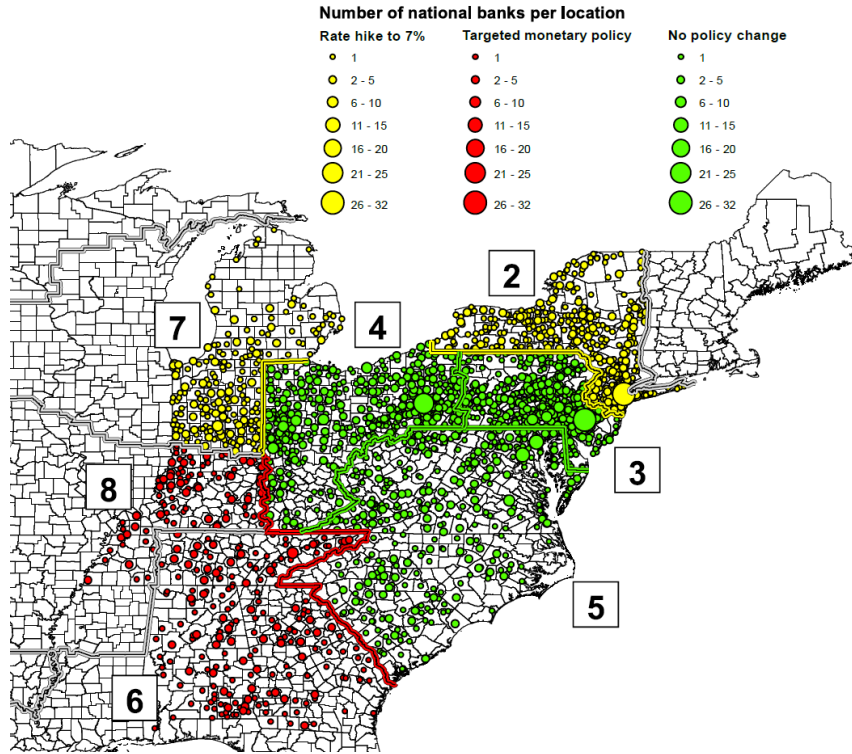 Number of national banks per location
Rate hike to 7% Targeted monetary policy No policy change
1 1 1
2 - 5 2 - 5 2 - 5
6 - 10 6 - 10 6 - 10
11 - 15 11 - 15 11 - 15
16 - 20 16 - 20 16 - 20
21 - 25 21 - 25 21 - 25
26 - 32 26 - 32 26 - 32
2
7
4
3
8
5
6